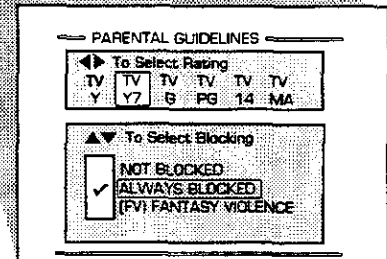 PARENTAL GUIDELINES
◀▶ To Select Rating
TV TV TV TV TV TV
Y Y7 G PG 14 MA
▲▼ To Select Blocking
NOT BLOCKED
✓ ALWAYS BLOCKED
(FV) FANTASY VIOLENCE